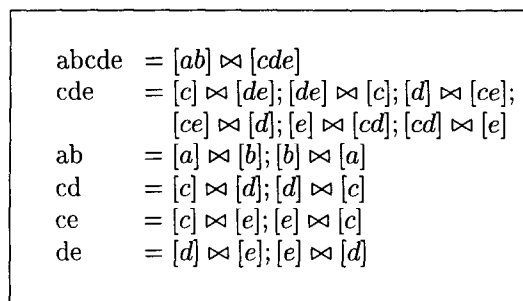 abcde = [ab] ⋈ [cde]
cde = [c] ⋈ [de]; [de] ⋈ [c]; [d] ⋈ [ce];
[ce] ⋈ [d]; [e] ⋈ [cd]; [cd] ⋈ [e]
ab = [a] ⋈ [b]; [b] ⋈ [a]
cd = [c] ⋈ [d]; [d] ⋈ [c]
ce = [c] ⋈ [e]; [e] ⋈ [c]
de = [d] ⋈ [e]; [e] ⋈ [d]